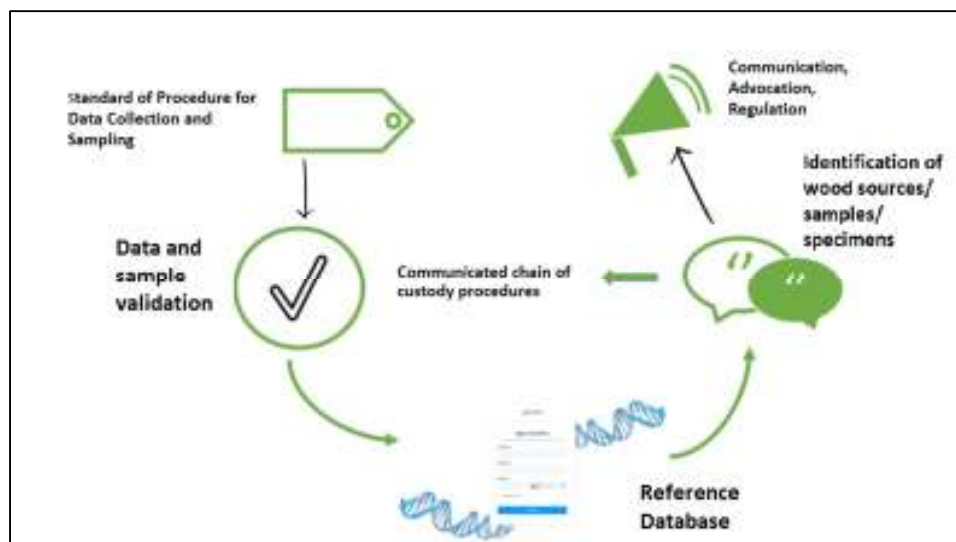 Standard of Procedure for
Data Collection and
Sampling
Communication,
Advocation,
Regulation
Identification of
wood sources/
samples/
specimens
Data and
sample
validation
Communicated chain of
custody procedures
Reference
Database